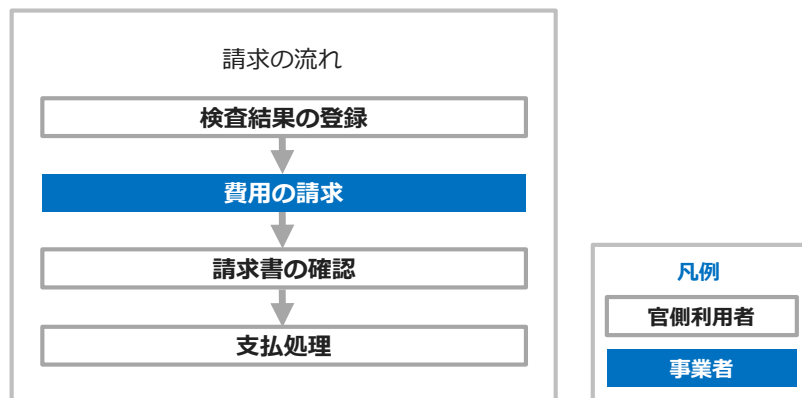 請求の流れ
検査結果の登録
費用の請求
請求書の確認
支払処理
凡例
官側利用者
事業者